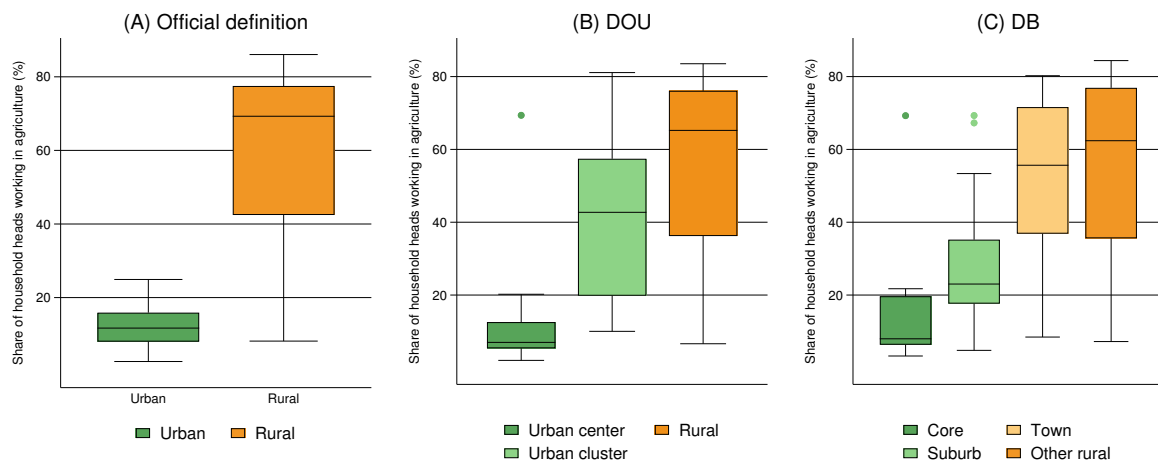 (A) Official definition
Share of household heads working in agriculture (%)
80
60
40
20
Urban
Rural
Urban
Rural
(B) DOU
Share of household heads working in agriculture (%)
80
60
40
20
Urban center
Rural
Urban cluster
(C) DB
Share of household heads working in agriculture (%)
80
60
40
20
Core
Town
Suburb
Other rural